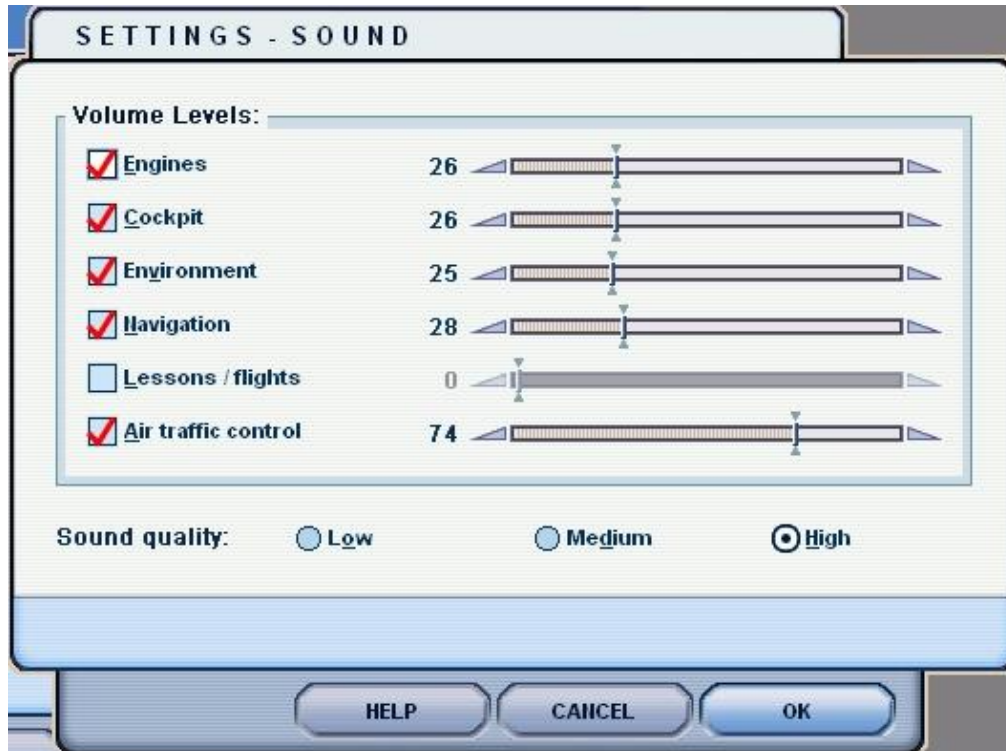 SETTINGS - SOUND
Volume Levels:
Engines 26
Cockpit 26
Environment 25
Navigation 28
Lessons / flights 0
Air traffic control 74
Sound quality: Low Medium High
HELP CANCEL OK